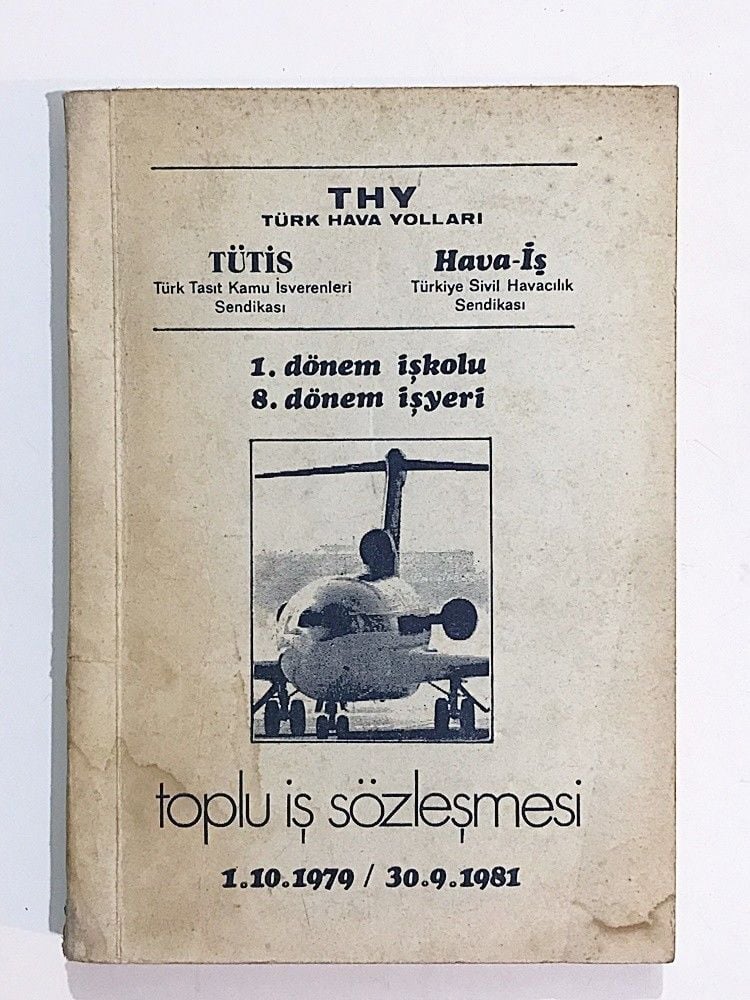 THY
TÜRK HAVA YOLLARI
TÜTİS
Türk Tasıt Kamu İsverenleri
Sendikası
Hava-İş
Türkiye Sivil Havacılık
Sendikası
1. dönem işkolu
8. dönem işyeri
toplu iş sözleşmesi
1.10.1979 / 30.9.1981